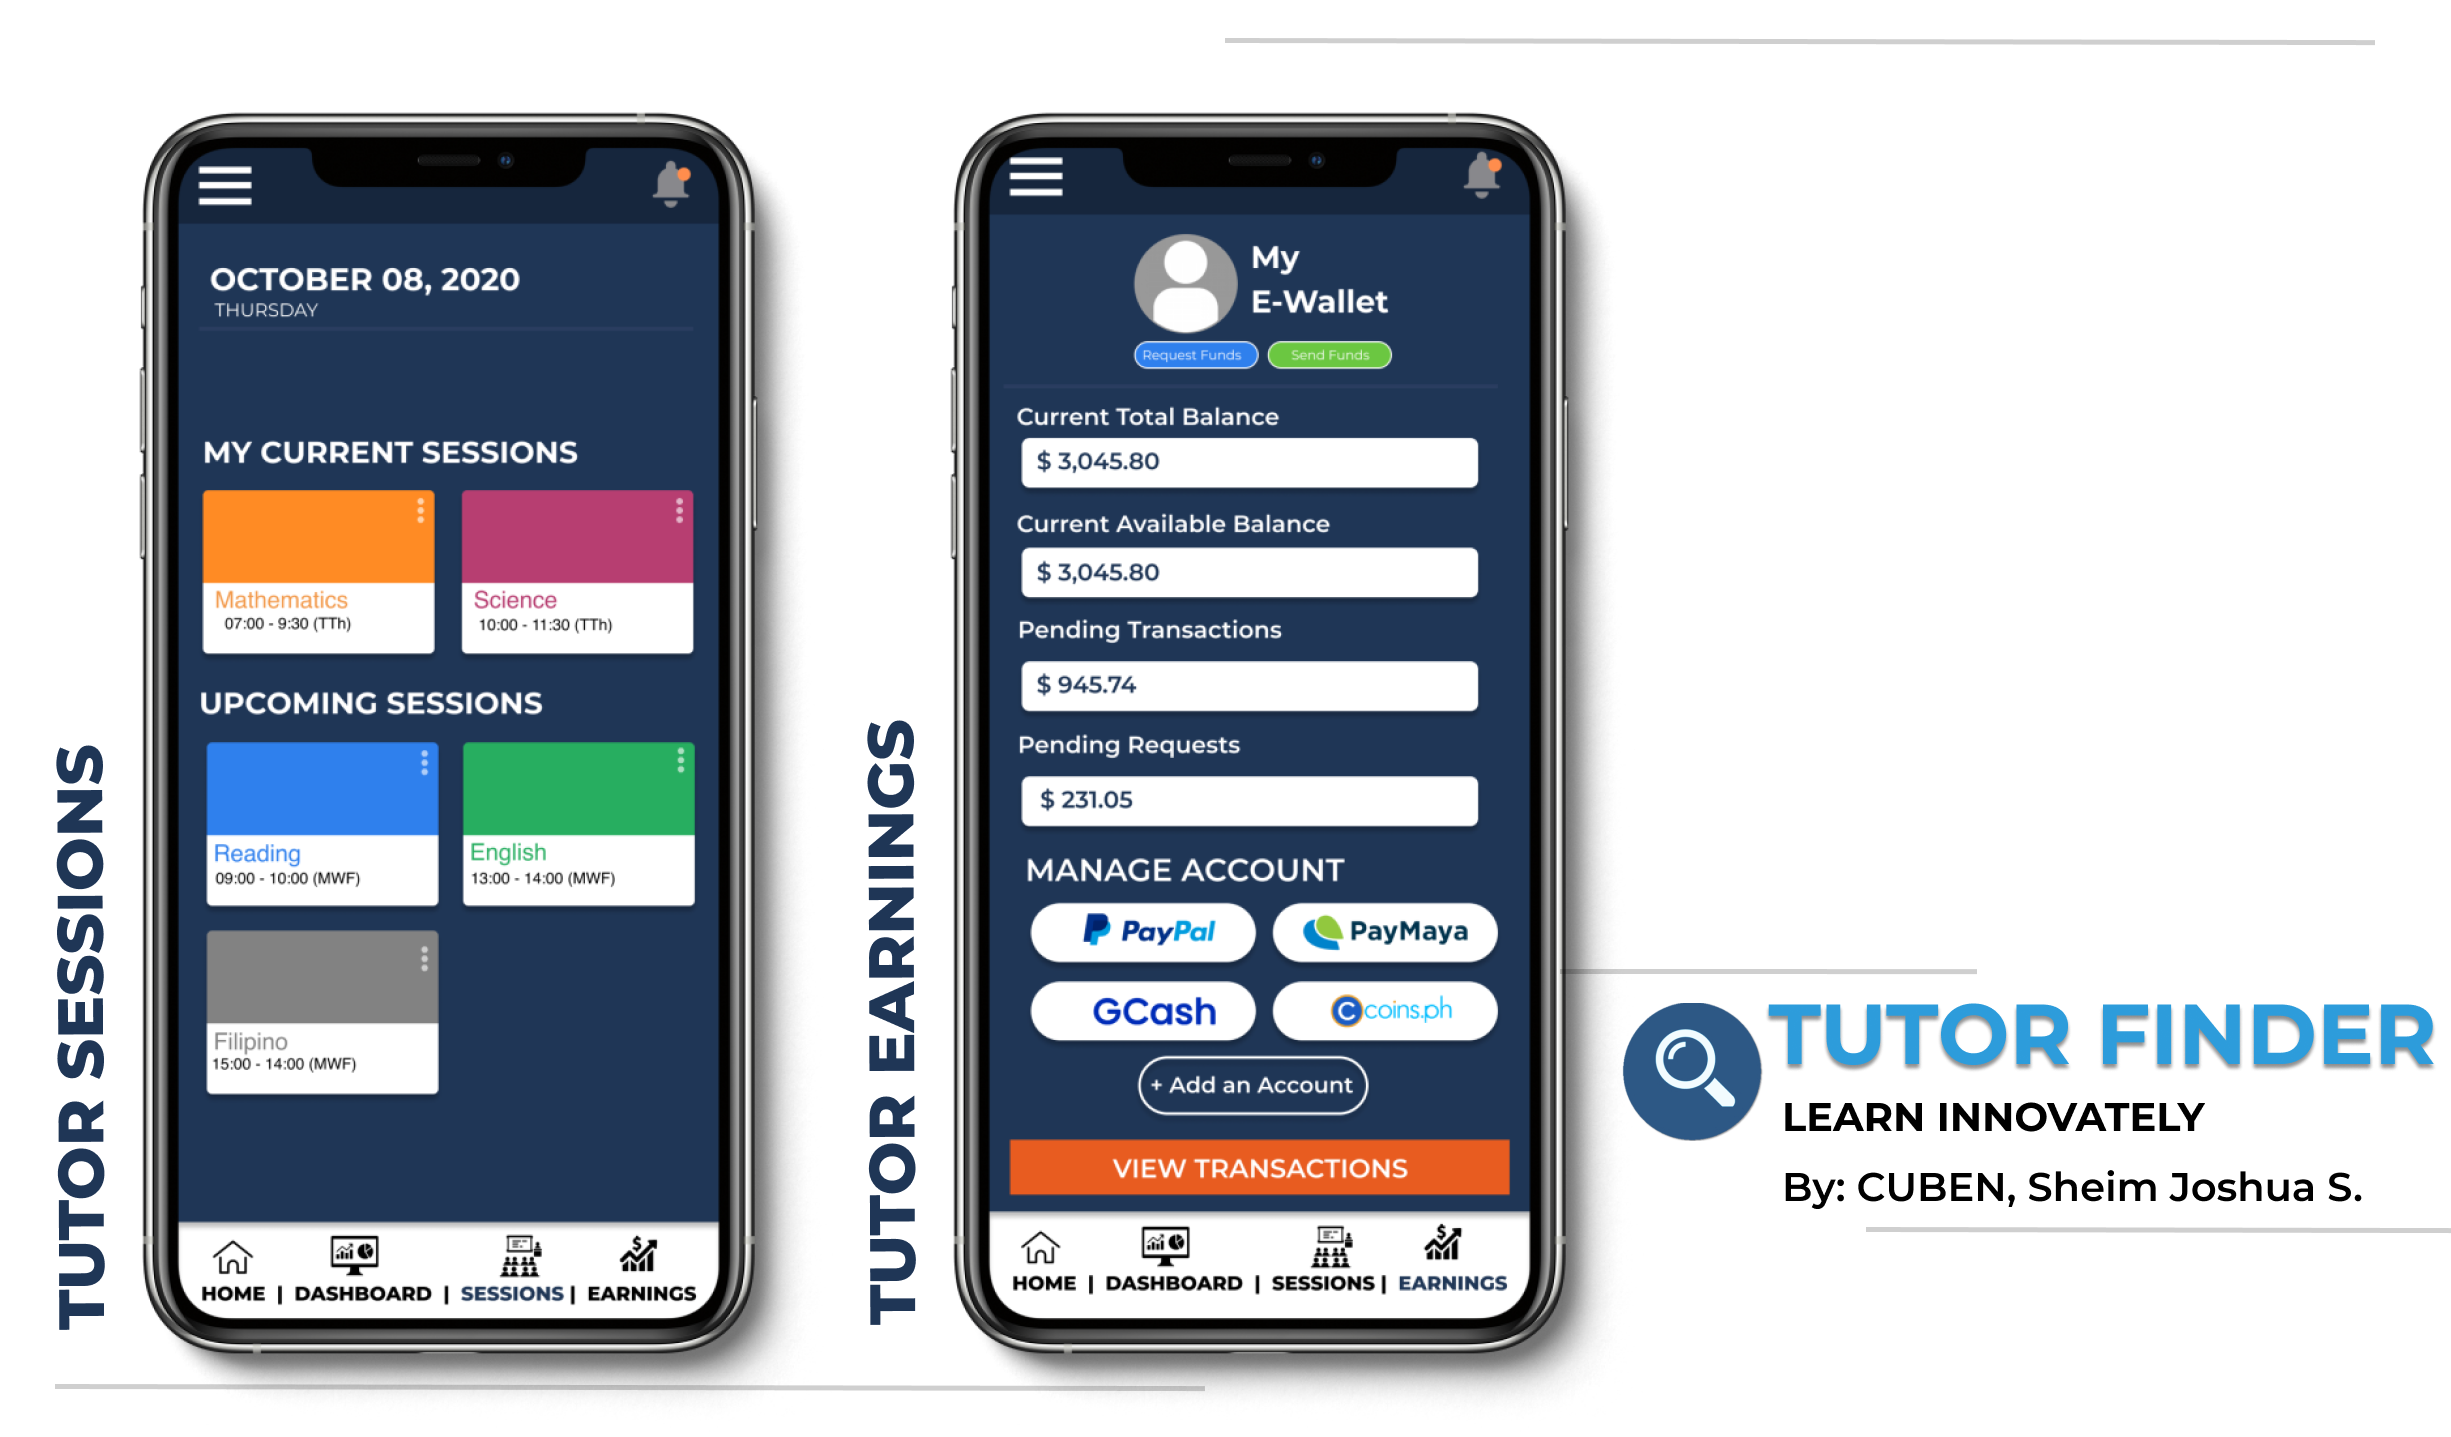 TUTOR SESSIONS
OCTOBER 08, 2020
THURSDAY
MY CURRENT SESSIONS
Mathematics
07:00 - 9:30 (TTh)
Science
10:00 - 11:30 (TTh)
UPCOMING SESSIONS
Reading
09:00 - 10:00 (MWF)
English
13:00 - 14:00 (MWF)
Filipino
15:00 - 14:00 (MWF)
HOME | DASHBOARD | SESSIONS | EARNINGS
TUTOR EARNINGS
My
E-Wallet
Request Funds
Send Funds
Current Total Balance
$ 3,045.80
Current Available Balance
$ 3,045.80
Pending Transactions
$ 945.74
Pending Requests
$ 231.05
MANAGE ACCOUNT
PayPal
PayMaya
GCash
coins.ph
+ Add an Account
VIEW TRANSACTIONS
HOME | DASHBOARD | SESSIONS | EARNINGS
TUTOR FINDER
LEARN INNOVATELY
By: CUBEN, Sheim Joshua S.